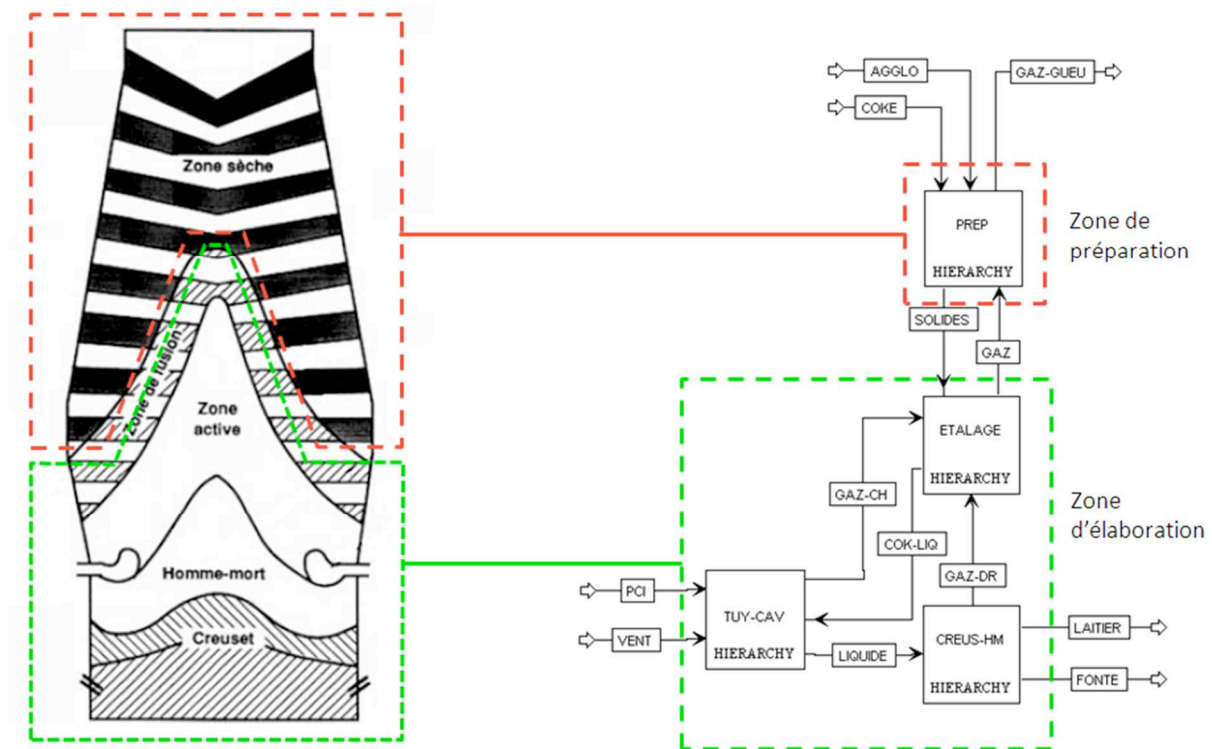 Zone sèche
Zone de fusion
Zone
active
Homme-mort
Creuset
AGGLO
GAZ-GUEU
COKE
PREP
HIERARCHY
Zone de
préparation
SOLIDES
GAZ
ETALAGE
HIERARCHY
GAZ-CH
Zone
d'élaboration
COK-LIQ
GAZ-DR
PCI
TUY-CAV
HIERARCHY
VENT
LIQUIDE
CREUS-HM
HIERARCHY
LAITIER
FONTE